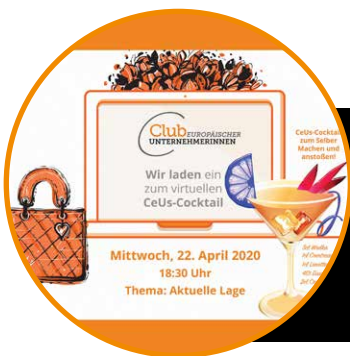 Club EUROPÄISCHER
UNTERNEHMERINNEN
Wir laden ein
zum virtuellen
CeUs-Cocktail
CeUs-Cocktail
zum Selber
Machen und
anstoßen!
Mittwoch, 22. April 2020
18:30 Uhr
Thema: Aktuelle Lage